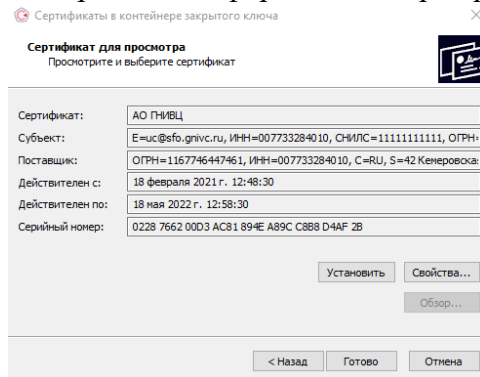 Сертификаты в контейнере закрытого ключа
Сертификат для просмотра
Просмотрите и выберите сертификат
Сертификат: АО ГНИВЦ
Субъект: E=uc@sfo.gnivc.ru, ИНН=007733284010, СНИЛС=11111111111, ОГРН=
Поставщик: ОГРН=1167746447461, ИНН=007733284010, C=RU, S=42 Кемеровска
Действителен с: 18 февраля 2021 г. 12:48:30
Действителен по: 18 мая 2022 г. 12:58:30
Серийный номер: 0228 7662 00D3 AC81 894E A89C C8B8 D4AF 2B
Установить Свойства...
Обзор...
< Назад Готово Отмена